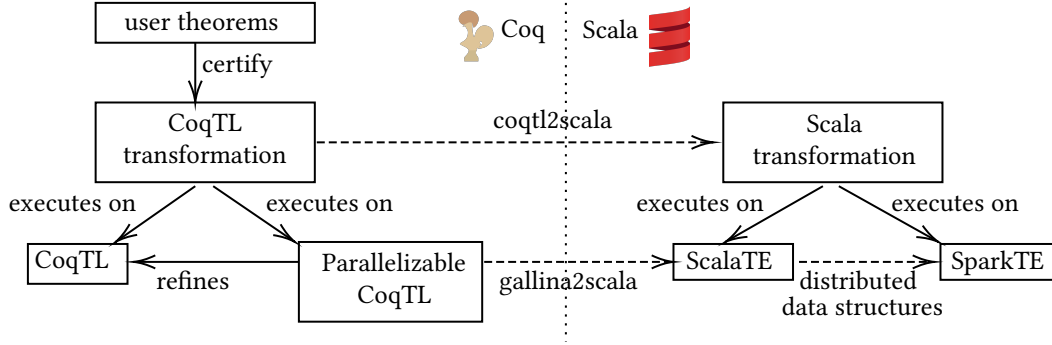 user theorems
Coq
Scala
certify
CoqTL
transformation
coqtl2scala
Scala
transformation
executes on
executes on
executes on
executes on
CoqTL
refines
Parallelizable
CoqTL
gallina2scala
ScalaTE
distributed
data structures
SparkTE